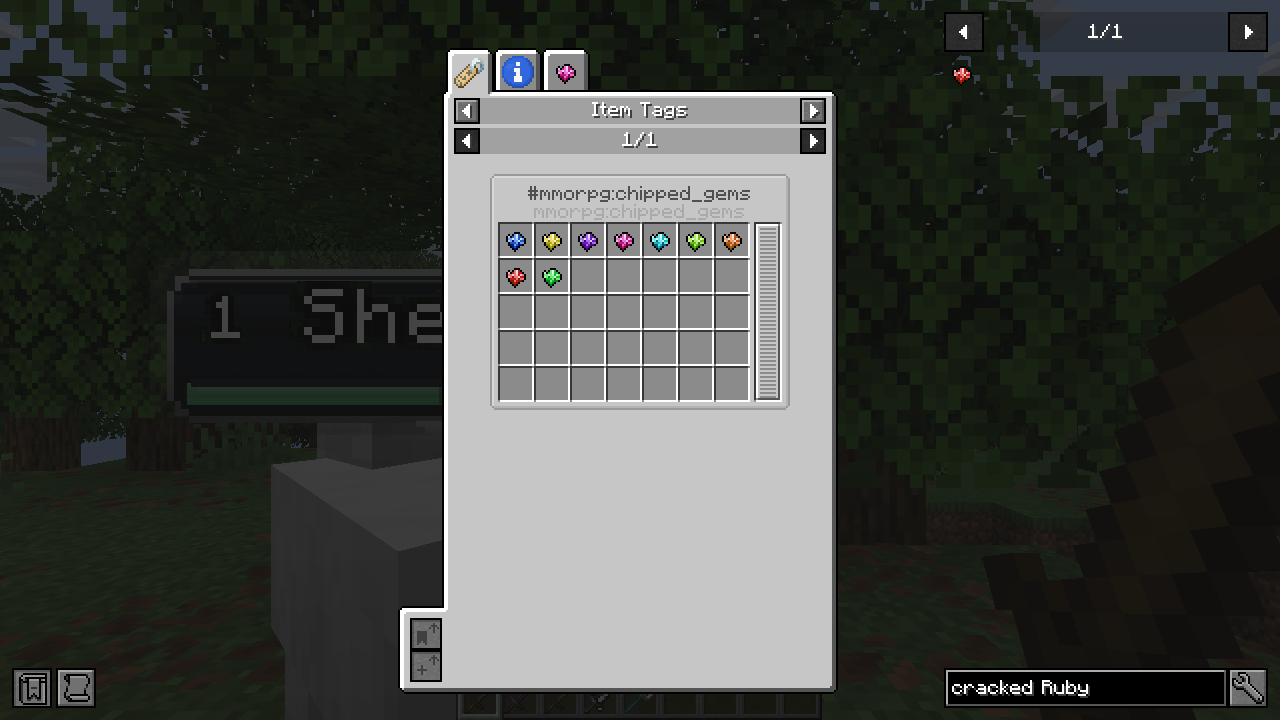 1/1
Item Tags
1/1
#mmorpg:chipped_gems
mmorpg:chipped_gems
1 She
cracked Ruby